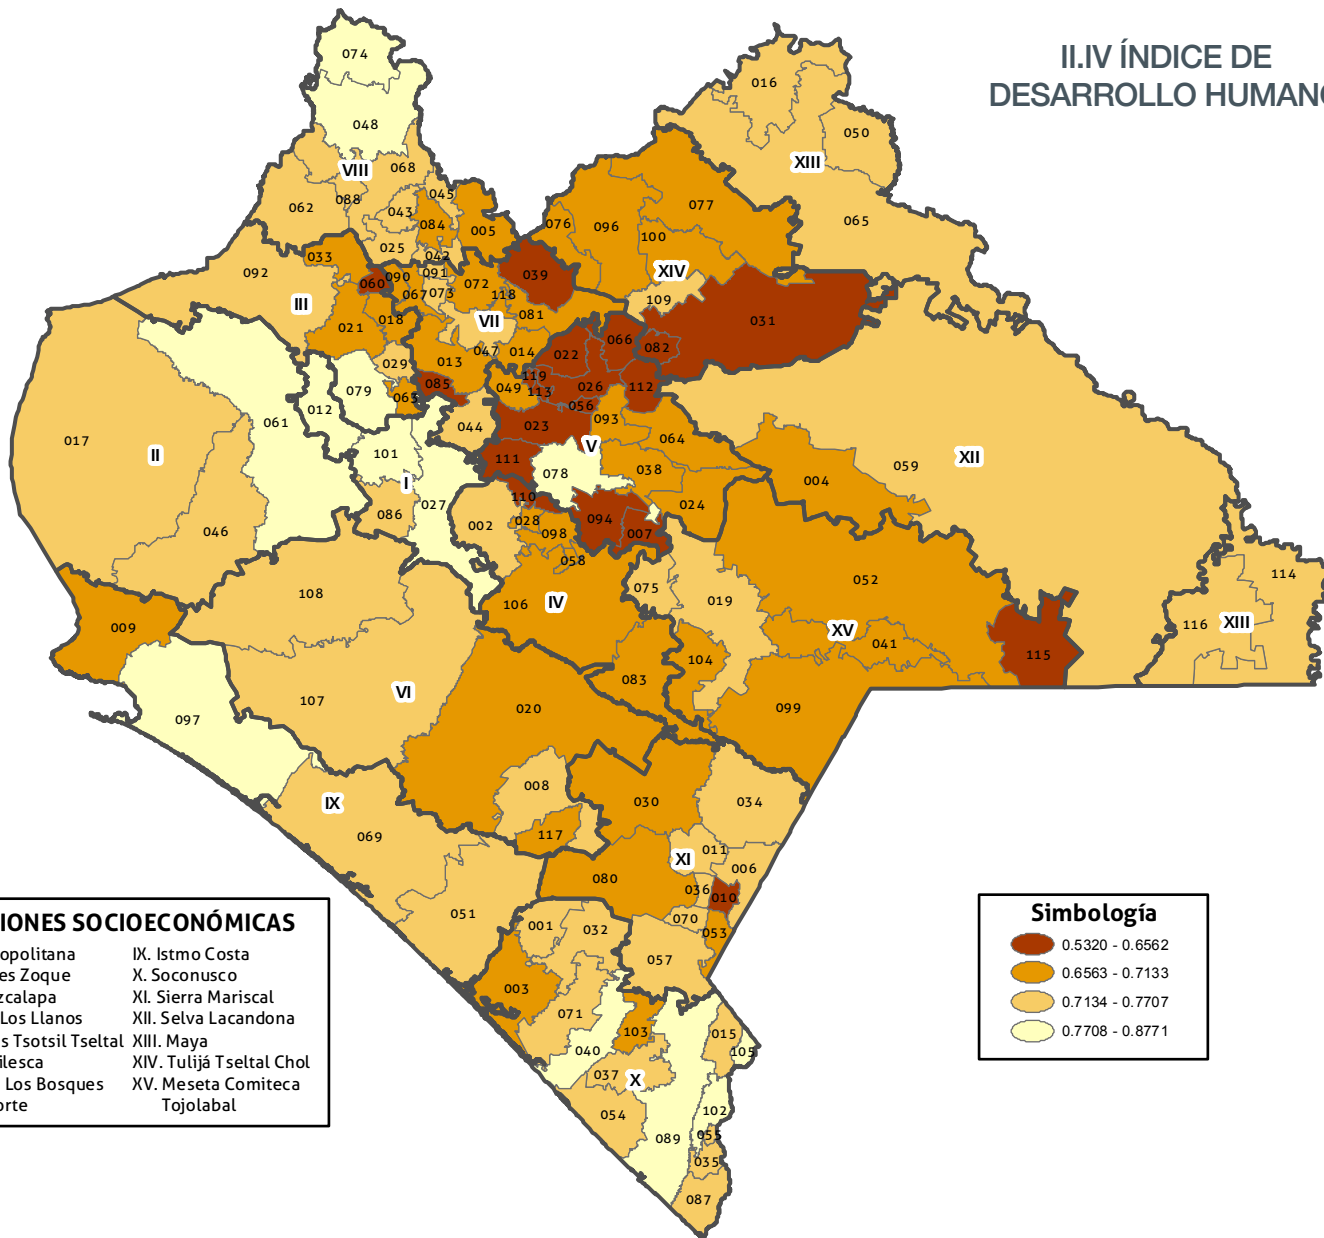 II.IV ÍNDICE DE
DESARROLLO HUMANO
074
048
VIII
068
062
088
043
045
084
005
025
042
016
050
XIII
065
077
096
076
100
XIV
109
092
033
060
090
091
067
073
072
118
039
III
021
018
VII
081
031
029
013
047
014
022
066
082
079
063
085
119
049
113
026
112
012
056
017
II
061
044
023
093
064
V
101
111
078
038
059
XII
I
004
046
086
027
002
110
024
028
098
094
007
058
052
114
108
106
IV
075
019
116
XIII
009
XV
041
115
104
083
107
VI
020
099
097
008
030
034
IX
069
117
XI
011
006
080
036
010
051
001
032
070
053
057
003
071
103
015
040
105
037
X
054
102
089
055
035
087
IONES SOCIOECONÓMICAS
opolitana
es Zoque
zcalapa
Los Llanos
s Tsotsil Tseltal
ilesca
Los Bosques
orte
IX. Istmo Costa
X. Soconusco
XI. Sierra Mariscal
XII. Selva Lacandona
XIII. Maya
XIV. Tulijá Tseltal Chol
XV. Meseta Comiteca
Tojolabal
Simbología
0.5320 - 0.6562
0.6563 - 0.7133
0.7134 - 0.7707
0.7708 - 0.8771